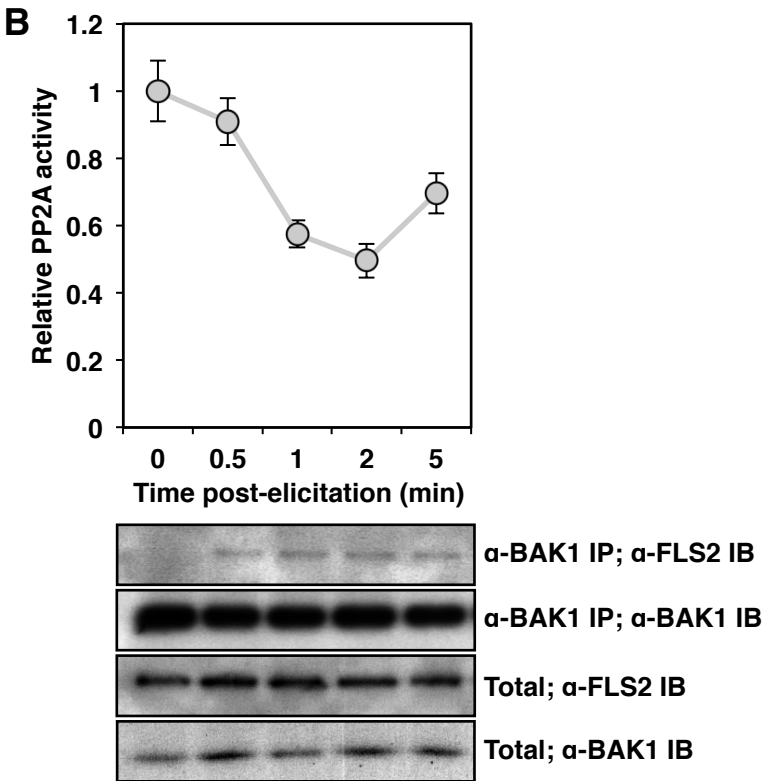 B
Relative PP2A activity
1.2
1
0.8
0.6
0.4
0.2
0
0 0.5 1 2 5
Time post-elicitation (min)
α-BAK1 IP; α-FLS2 IB
α-BAK1 IP; α-BAK1 IB
Total; α-FLS2 IB
Total; α-BAK1 IB